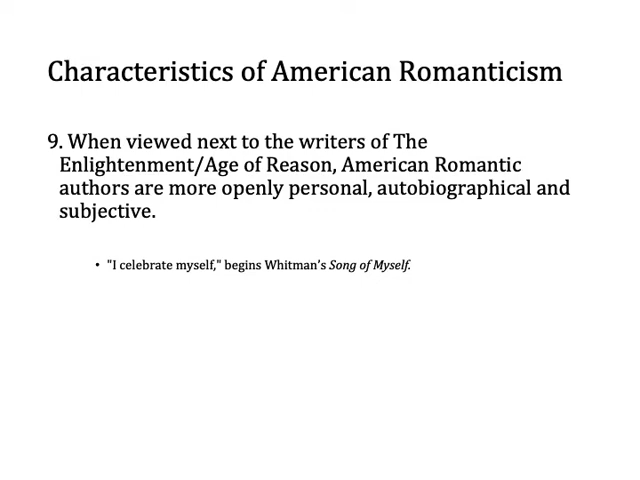 Characteristics of American Romanticism
9. When viewed next to the writers of The
Enlightenment/Age of Reason, American Romantic
authors are more openly personal, autobiographical and
subjective.
• "I celebrate myself," begins Whitman's Song of Myself.